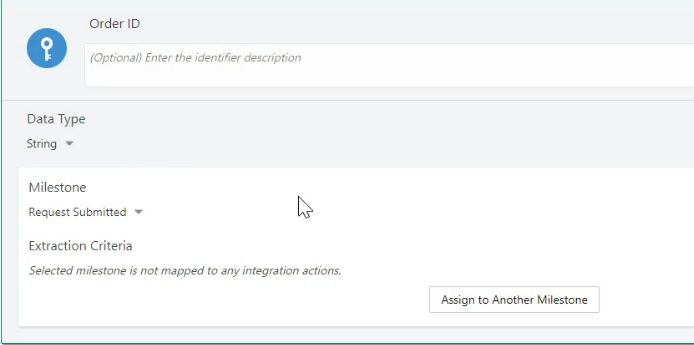 Order ID
(Optional) Enter the identifier description
Data Type
String
Milestone
Request Submitted
Extraction Criteria
Selected milestone is not mapped to any integration actions.
Assign to Another Milestone